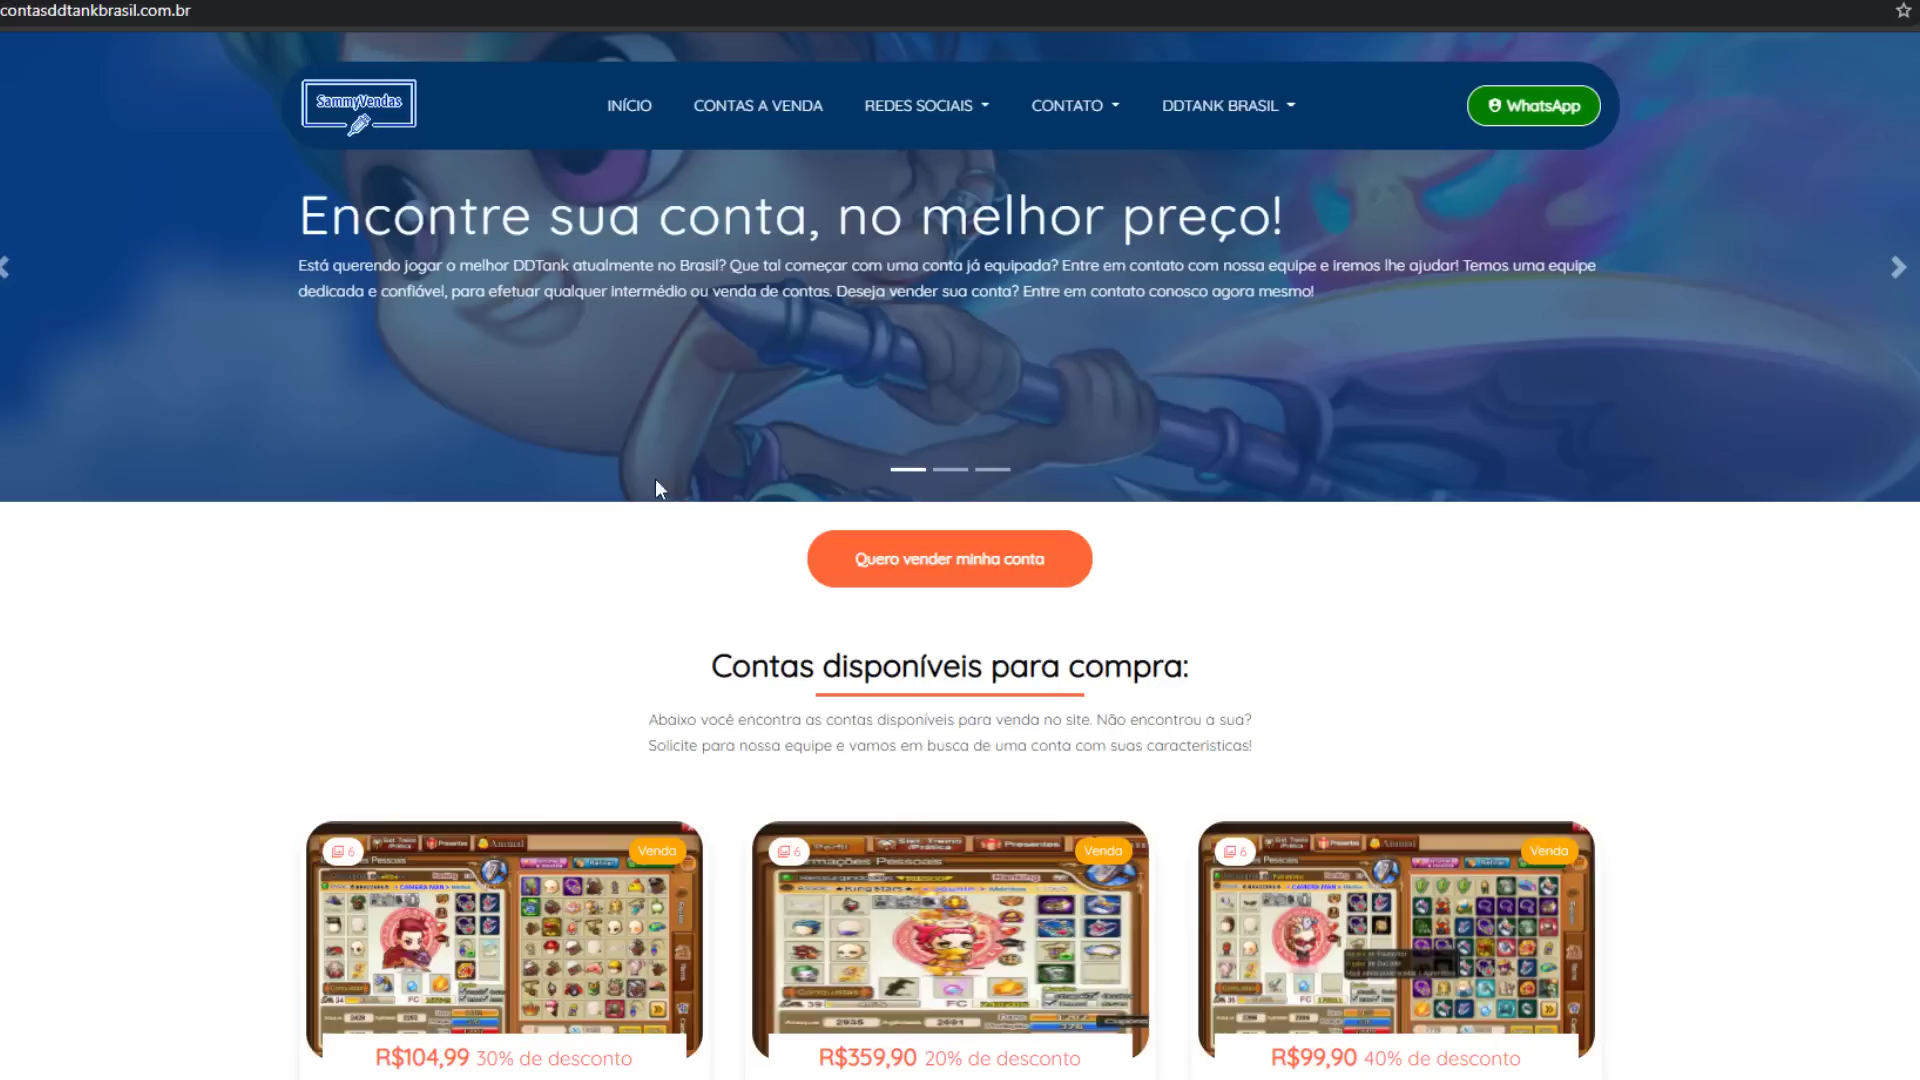 contasddtankbrasil.com.br
SammyVendas
INÍCIO
CONTAS A VENDA
REDES SOCIAIS
CONTATO
DDTANK BRASIL
WhatsApp
Encontre sua conta, no melhor preço!
Está querendo jogar o melhor DDTank atualmente no Brasil? Que tal começar com uma conta já equipada? Entre em contato com nossa equipe e iremos lhe ajudar! Temos uma equipe
dedicada e confiável, para efetuar qualquer intermédio ou venda de contas. Deseja vender sua conta? Entre em contato conosco agora mesmo!
Quero vender minha conta
Contas disponíveis para compra:
Abaixo você encontra as contas disponíveis para venda no site. Não encontrou a sua?
Solicite para nossa equipe e vamos em busca de uma conta com suas caracteristicas!
6
Venda
6
Venda
6
Venda
R$104,99 30% de desconto
R$359,90 20% de desconto
R$99,90 40% de desconto